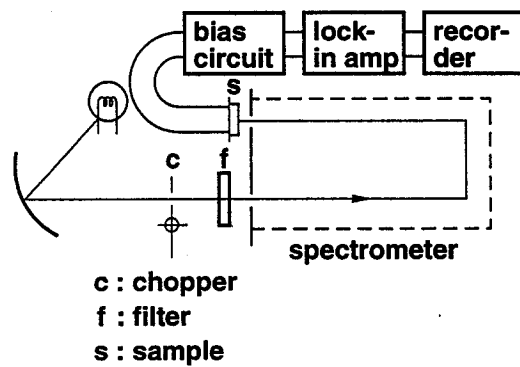 bias circuit
lock-in amp
recor-der
s
c
f
spectrometer
c : chopper
f : filter
s : sample